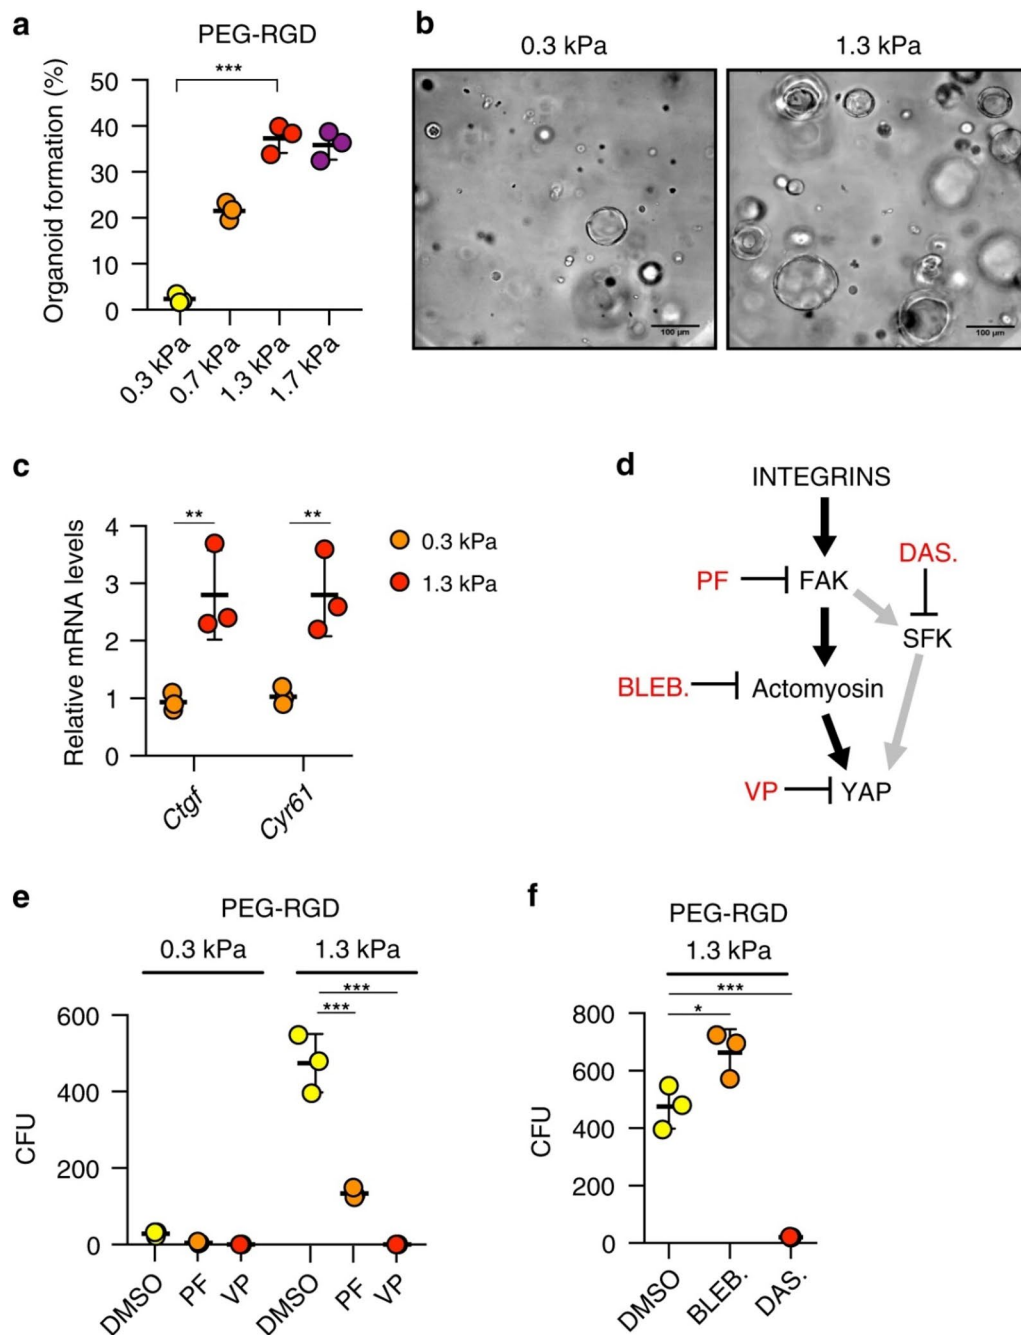 a
PEG-RGD
***
Organoid formation (%)
50
40
30
20
10
0
0.3 kPa
0.7 kPa
1.3 kPa
1.7 kPa
b
0.3 kPa
1.3 kPa
100 µm
100 µm
c
Relative mRNA levels
4
3
2
1
0
**
**
Ctgf
Cyr61
0.3 kPa
1.3 kPa
d
INTEGRINS
DAS.
PF
FAK
SFK
BLEB.
Actomyosin
VP
YAP
e
PEG-RGD
0.3 kPa
1.3 kPa
***
***
CFU
600
400
200
0
DMSO
PF
VP
DMSO
PF
VP
f
PEG-RGD
1.3 kPa
***
*
CFU
800
600
400
200
0
DMSO
BLEB.
DAS.